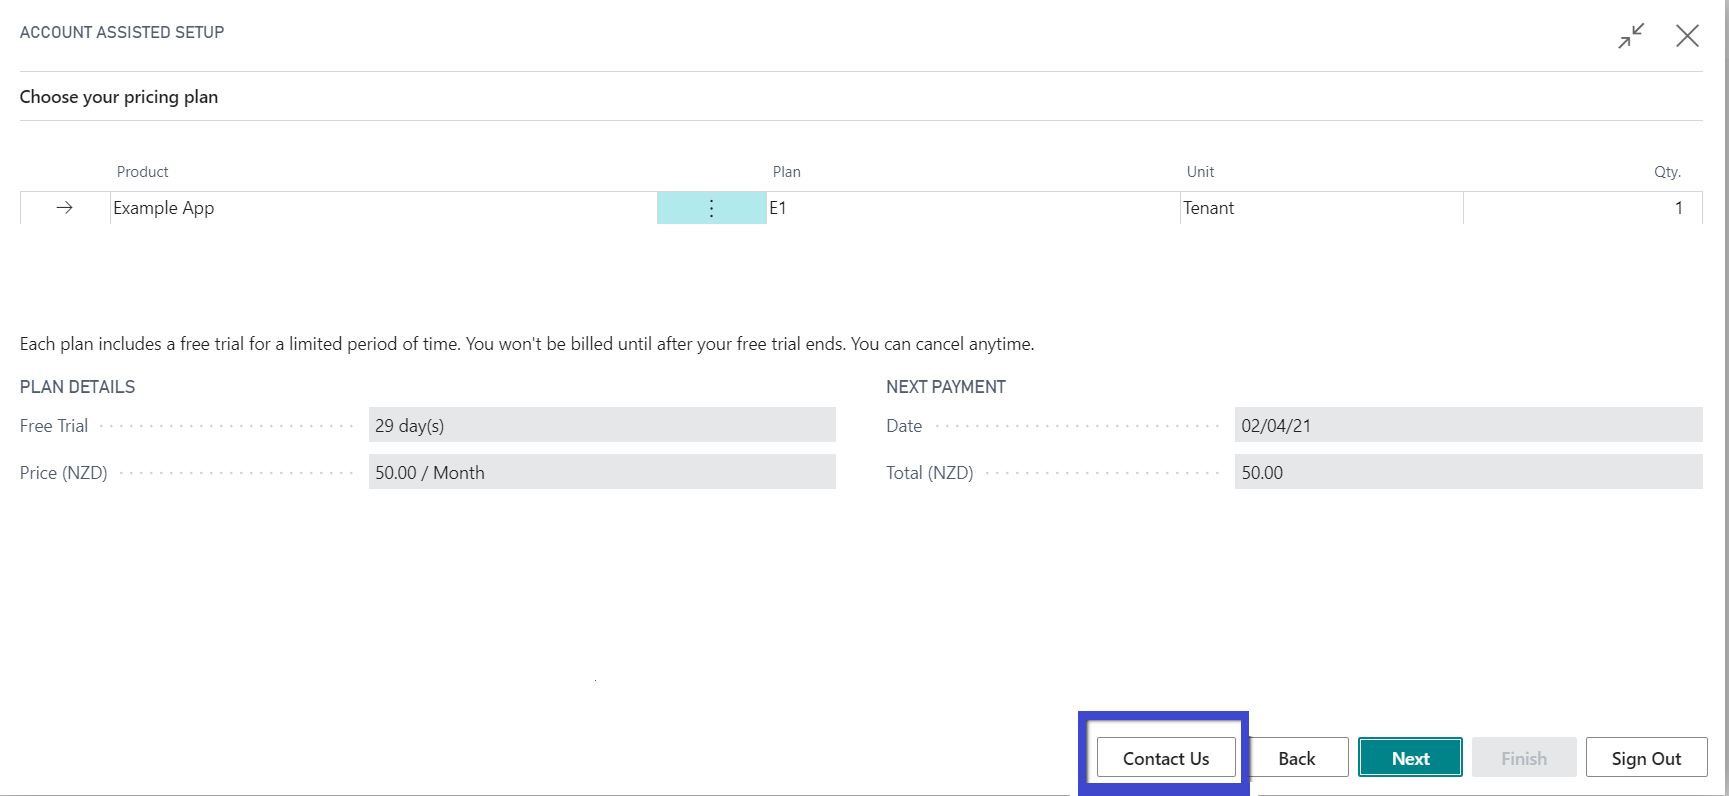 ACCOUNT ASSISTED SETUP
Choose your pricing plan
Product Plan Unit Qty.
Example App E1 Tenant 1
Each plan includes a free trial for a limited period of time. You won't be billed until after your free trial ends. You can cancel anytime.
PLAN DETAILS
Free Trial 29 day(s)
Price (NZD) 50.00 / Month
NEXT PAYMENT
Date 02/04/21
Total (NZD) 50.00
Contact Us Back Next Finish Sign Out